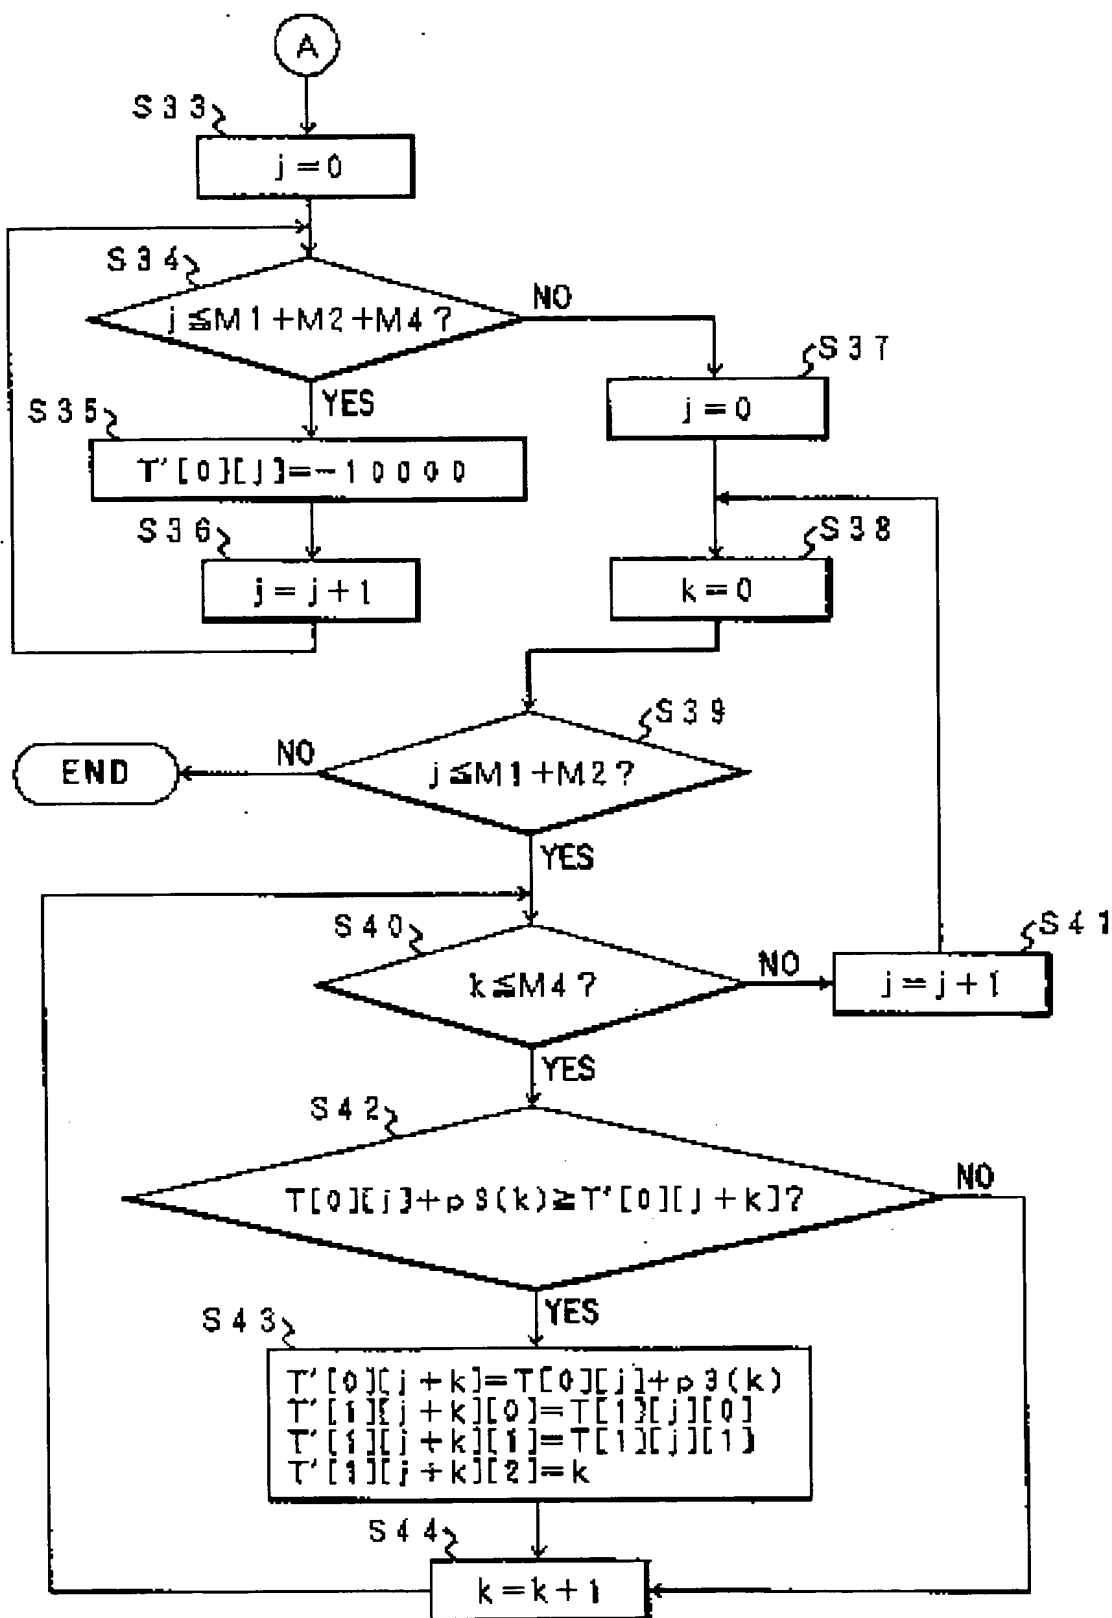 A
S33
j=0
S34
j≦M1+M2+M4?
NO
YES
S35
T'[0][j]=-10000
S36
j=j+1
S37
j=0
S38
k=0
S39
j≦M1+M2?
NO
END
YES
S40
k≦M4?
NO
S41
j=j+1
YES
S42
T[0][j]+p3(k)≧T'[0][j+k]?
NO
YES
S43
T'[0][j+k]=T[0][j]+p3(k)
T'[1][j+k][0]=T[1][j][0]
T'[1][j+k][1]=T[1][j][1]
T'[1][j+k][2]=k
S44
k=k+1